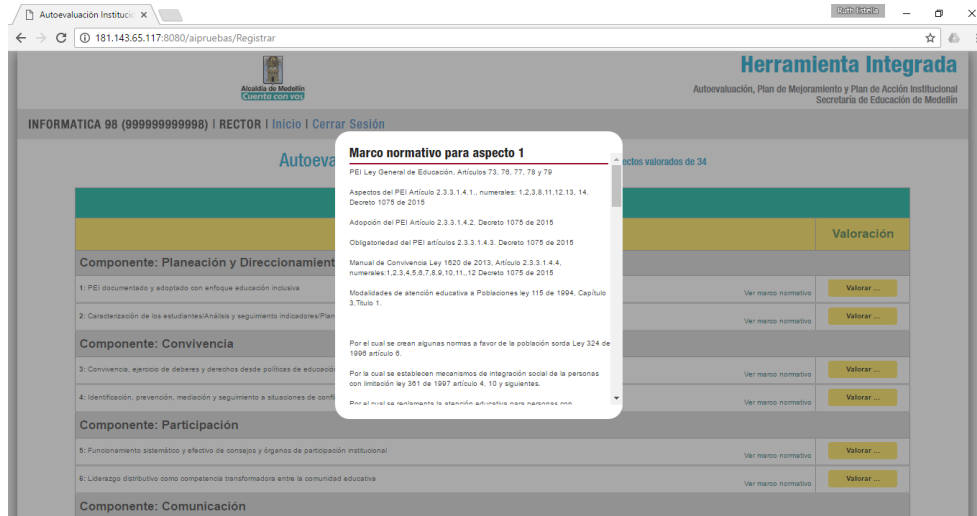 Autoevaluación Institucio
Ruth Estella
181.143.65.117:8080/aipruebas/Registrar
Alcaldía de Medellín
Cuenta con vos
Herramienta Integrada
Autoevaluación, Plan de Mejoramiento y Plan de Acción Institucional
Secretaría de Educación de Medellín
INFORMATICA 98 (999999999998) | RECTOR | Inicio | Cerrar Sesión
Autoeva
ectos valorados de 34
Marco normativo para aspecto 1
PEI Ley General de Educación, Artículos 73, 76, 77, 78 y 79
Aspectos del PEI Artículo 2.3.3.1.4.1., numerales: 1,2,3,8,11,12,13, 14.
Decreto 1075 de 2015
Adopción del PEI Artículo 2.3.3.1.4.2. Decreto 1075 de 2015
Obligatoriedad del PEI artículos 2.3.3.1.4.3. Decreto 1075 de 2015
Manual de Convivencia Ley 1620 de 2013, Artículo 2.3.3.1.4.4,
numerales:1,2,3,4,5,6,7,8,9,10,11,.12 Decreto 1075 de 2015
Modalidades de atención educativa a Poblaciones ley 115 de 1994, Capítulo
3,Título 1.
Por el cual se crean algunas normas a favor de la población sorda Ley 324 de
1996 artículo 6.
Por la cual se establecen mecanismos de integración social de la personas
con limitación ley 361 de 1997 artículo 4, 10 y siguientes.
Por el cual se reglamenta la atención educativa para personas con
Valoración
Componente: Planeación y Direccionamient
1: PEI documentado y adoptado con enfoque educación inclusiva
Ver marco normativo
Valorar ...
2: Caracterización de los estudiantes/Análisis y seguimiento indicadores/Plan
Ver marco normativo
Valorar ...
Componente: Convivencia
3: Convivencia, ejercicio de deberes y derechos desde políticas de educació
Ver marco normativo
Valorar ...
4: Identificación, prevención, mediación y seguimiento a situaciones de confl
Ver marco normativo
Valorar ...
Componente: Participación
5: Funcionamiento sistemático y efectivo de consejos y órganos de participación institucional
Ver marco normativo
Valorar ...
6: Liderazgo distributivo como competencia transformadora entre la comunidad educativa
Ver marco normativo
Valorar ...
Componente: Comunicación